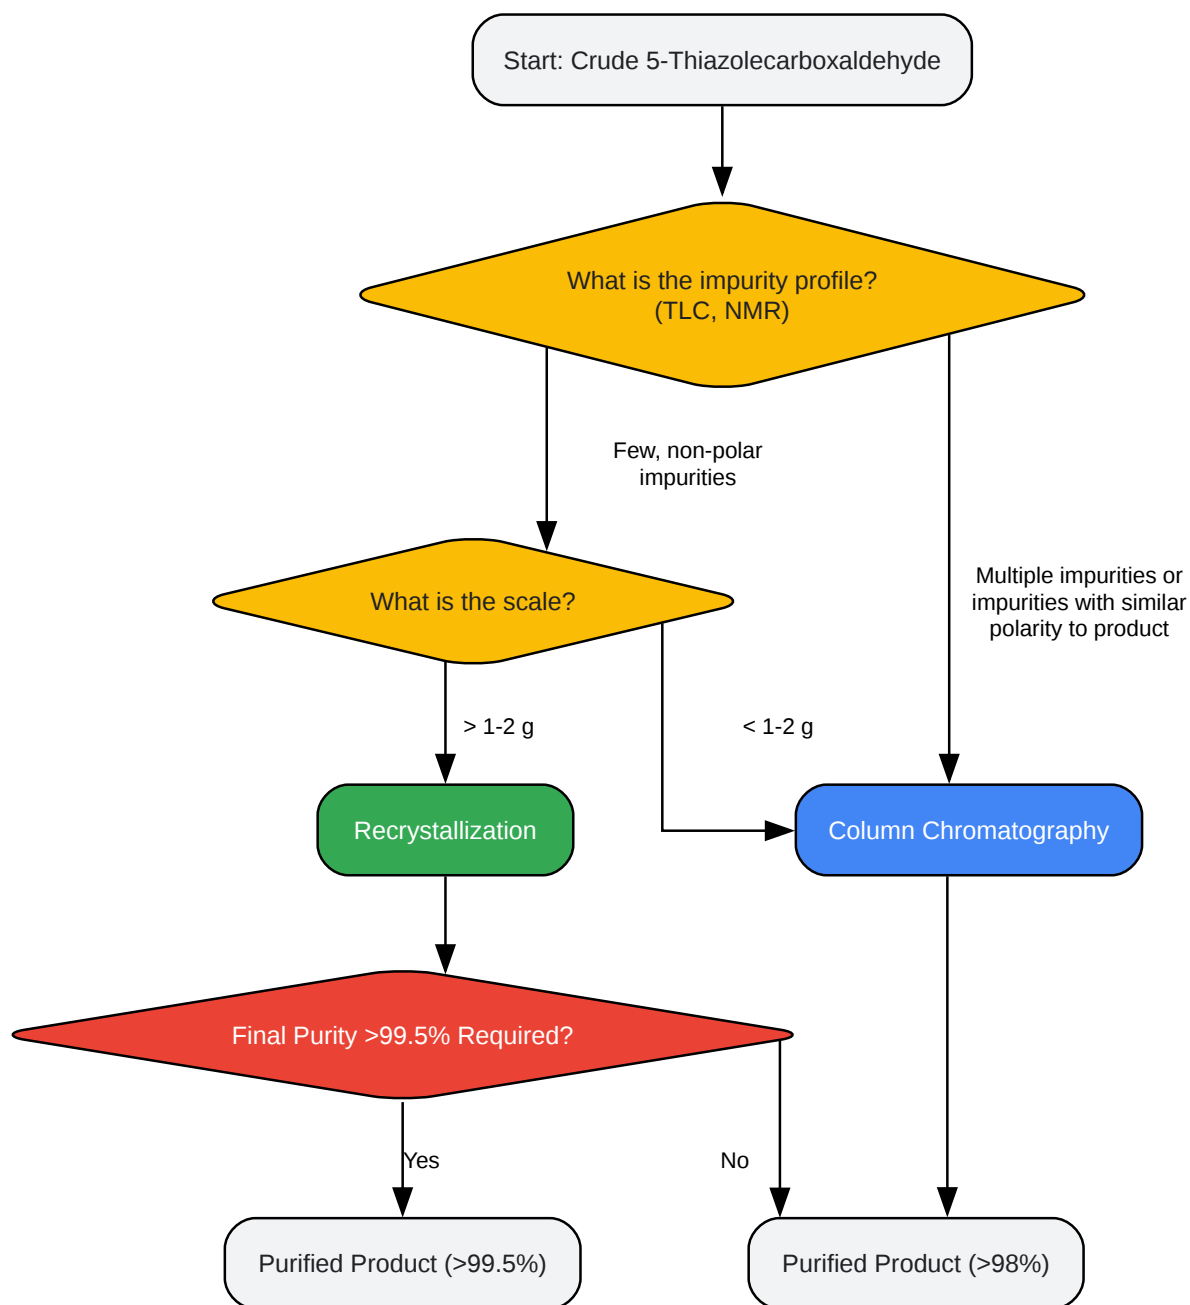 Start: Crude 5-Thiazolecarboxaldehyde
What is the impurity profile?
(TLC, NMR)
Few, non-polar
impurities
What is the scale?
Multiple impurities or
impurities with similar
polarity to product
> 1-2 g
< 1-2 g
Recrystallization
Column Chromatography
Final Purity >99.5% Required?
Yes
No
Purified Product (>99.5%)
Purified Product (>98%)